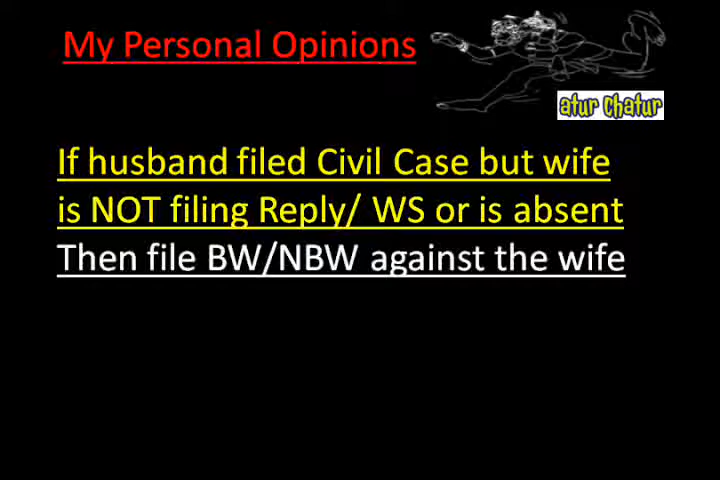 My Personal Opinions
atur chatur
If husband filed Civil Case but wife
is NOT filing Reply/ WS or is absent
Then file BW/NBW against the wife